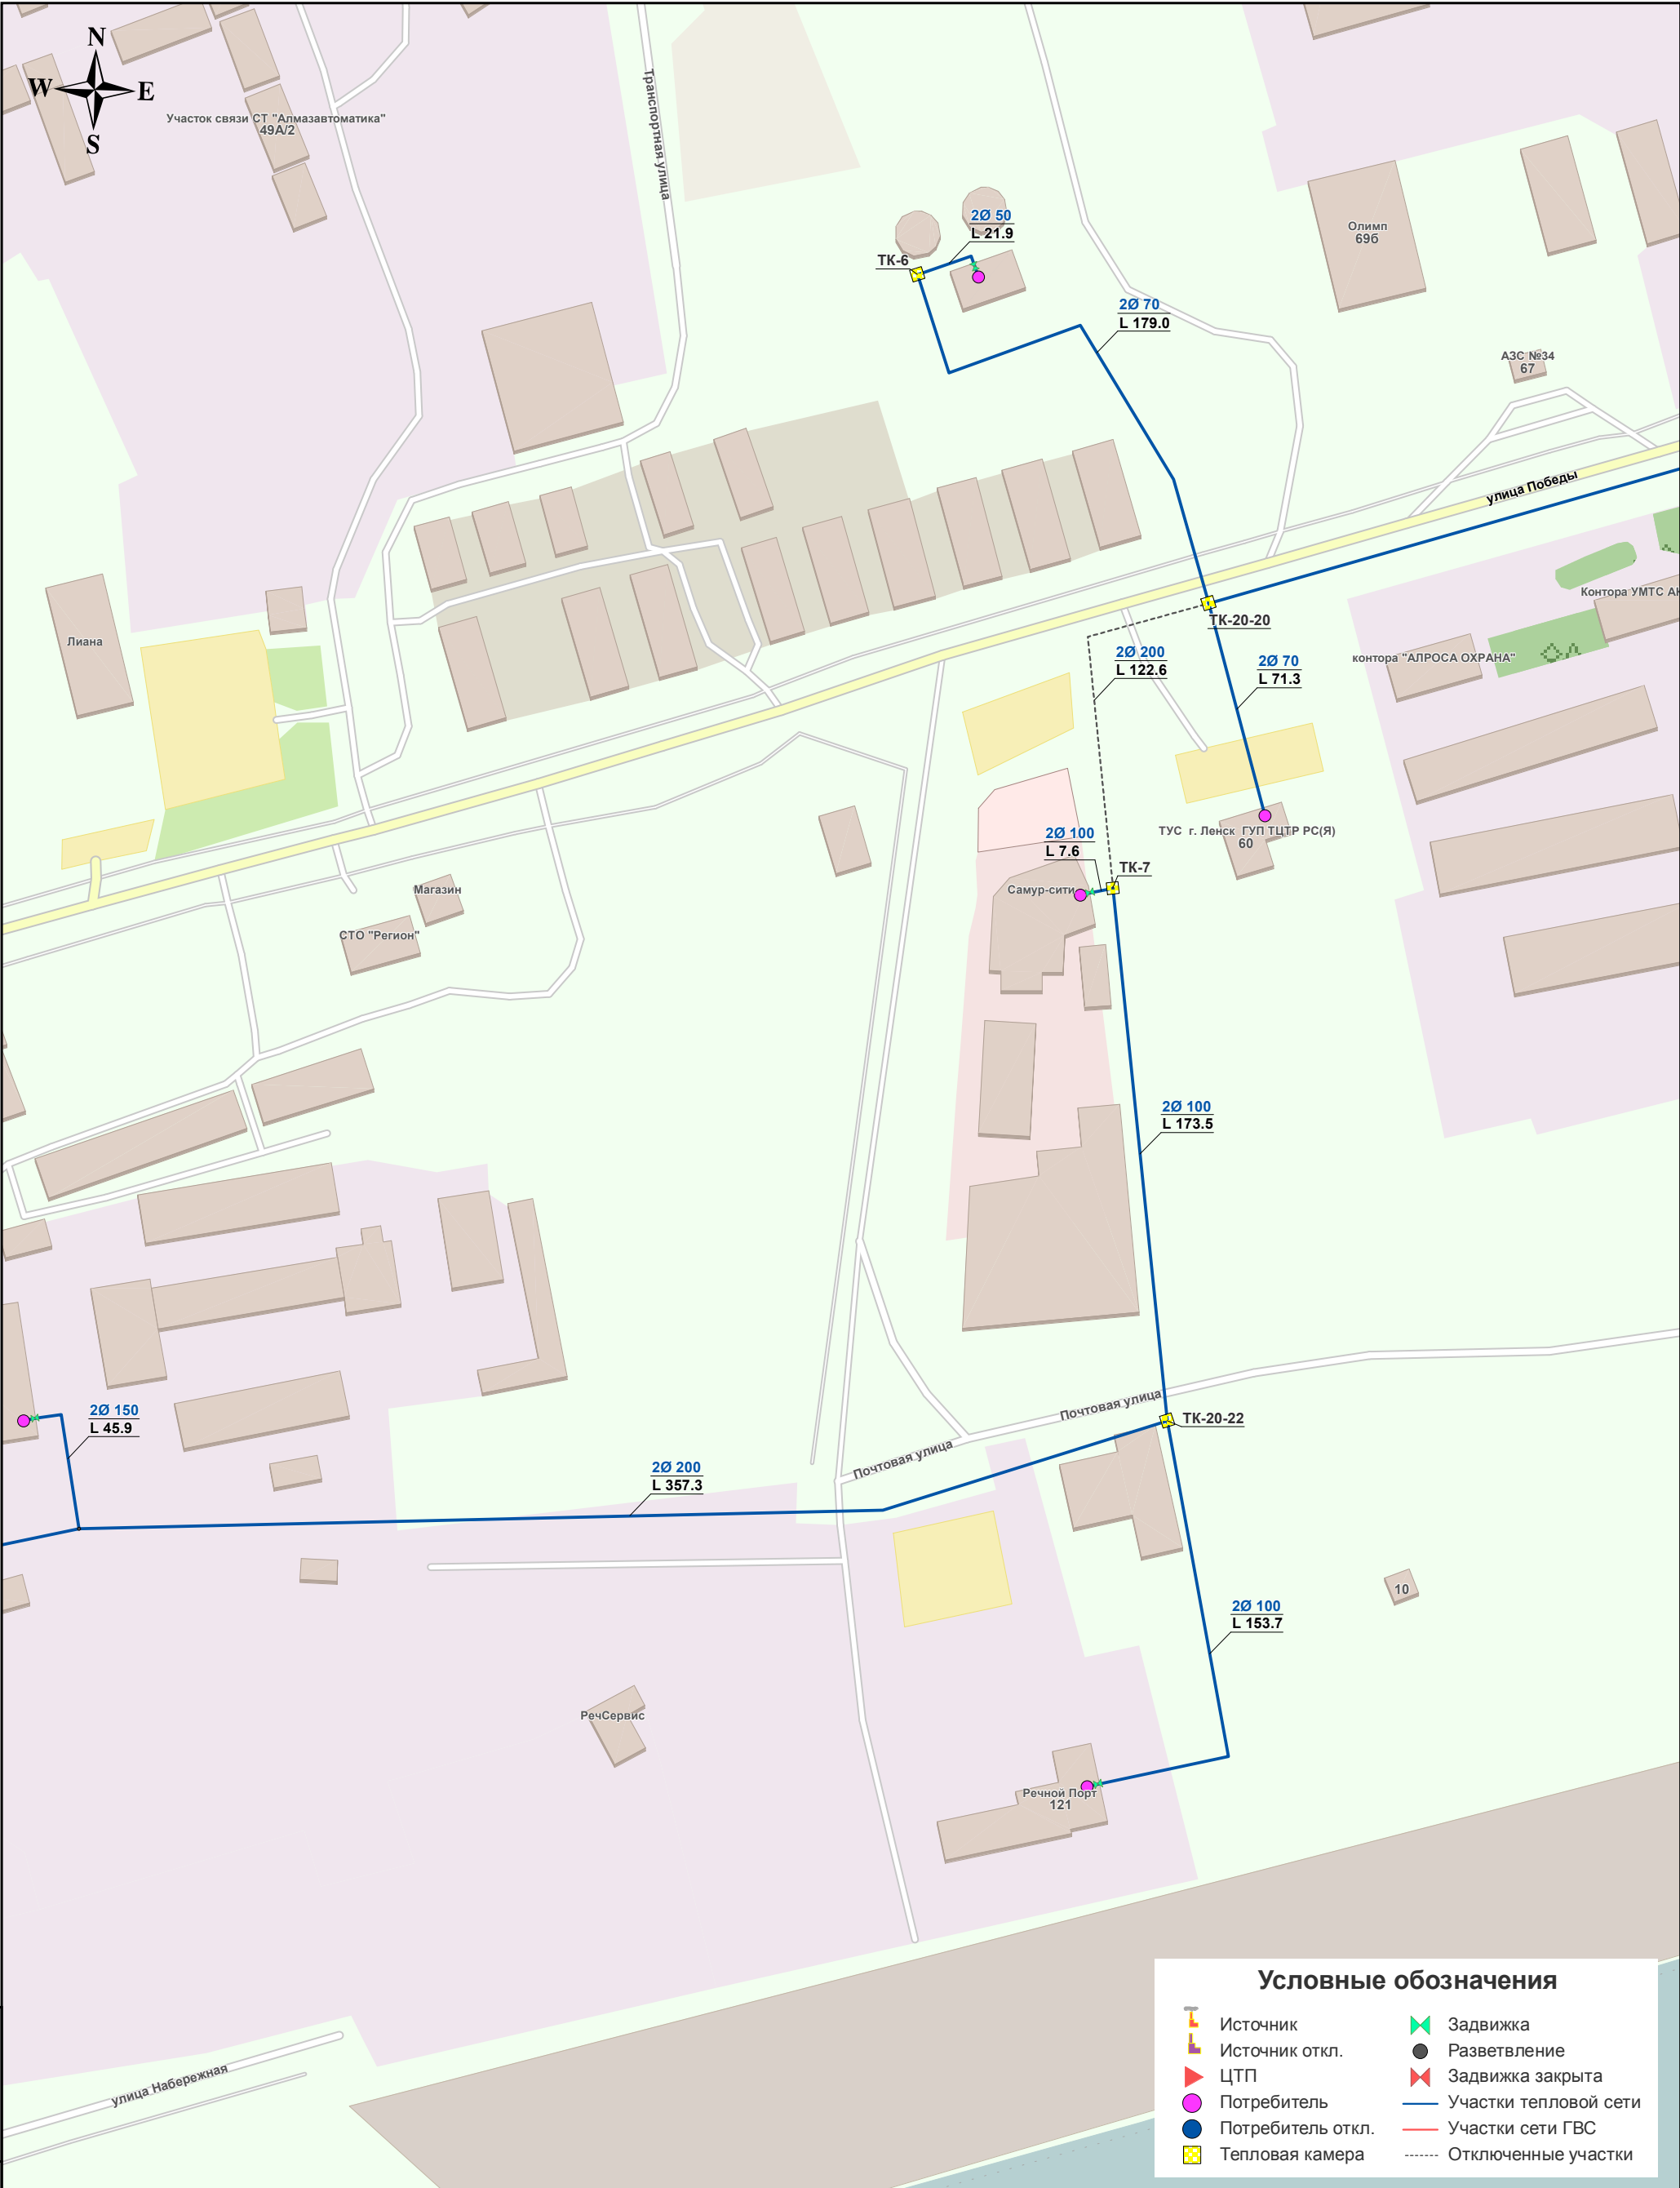 N
W
E
S
Участок связи СТ "Алмазавтоматика"
49А/2
Транспортная улица
2Ø 50
L 21.9
ТК-6
Олимп
69б
2Ø 70
L 179.0
АЗС №34
67
улица Победы
Контора УМТС
ТК-20-20
Лиана
2Ø 200
L 122.6
2Ø 70
L 71.3
контора "АЛРОСА ОХРАНА"
2Ø 100
L 7.6
ТУС г. Ленск ГУП ТЦТР РС(Я)
60
ТК-7
Самур-сити
Магазин
СТО "Регион"
2Ø 100
L 173.5
Почтовая улица
ТК-20-22
2Ø 150
L 45.9
Почтовая улица
2Ø 200
L 357.3
10
2Ø 100
L 153.7
РечСервис
Речной Порт
121
улица Набережная
Условные обозначения
Источник
Источник откл.
ЦТП
Потребитель
Потребитель откл.
Тепловая камера
Задвижка
Разветвление
Задвижка закрыта
Участки тепловой сети
Участки сети ГВС
Отключенные участки